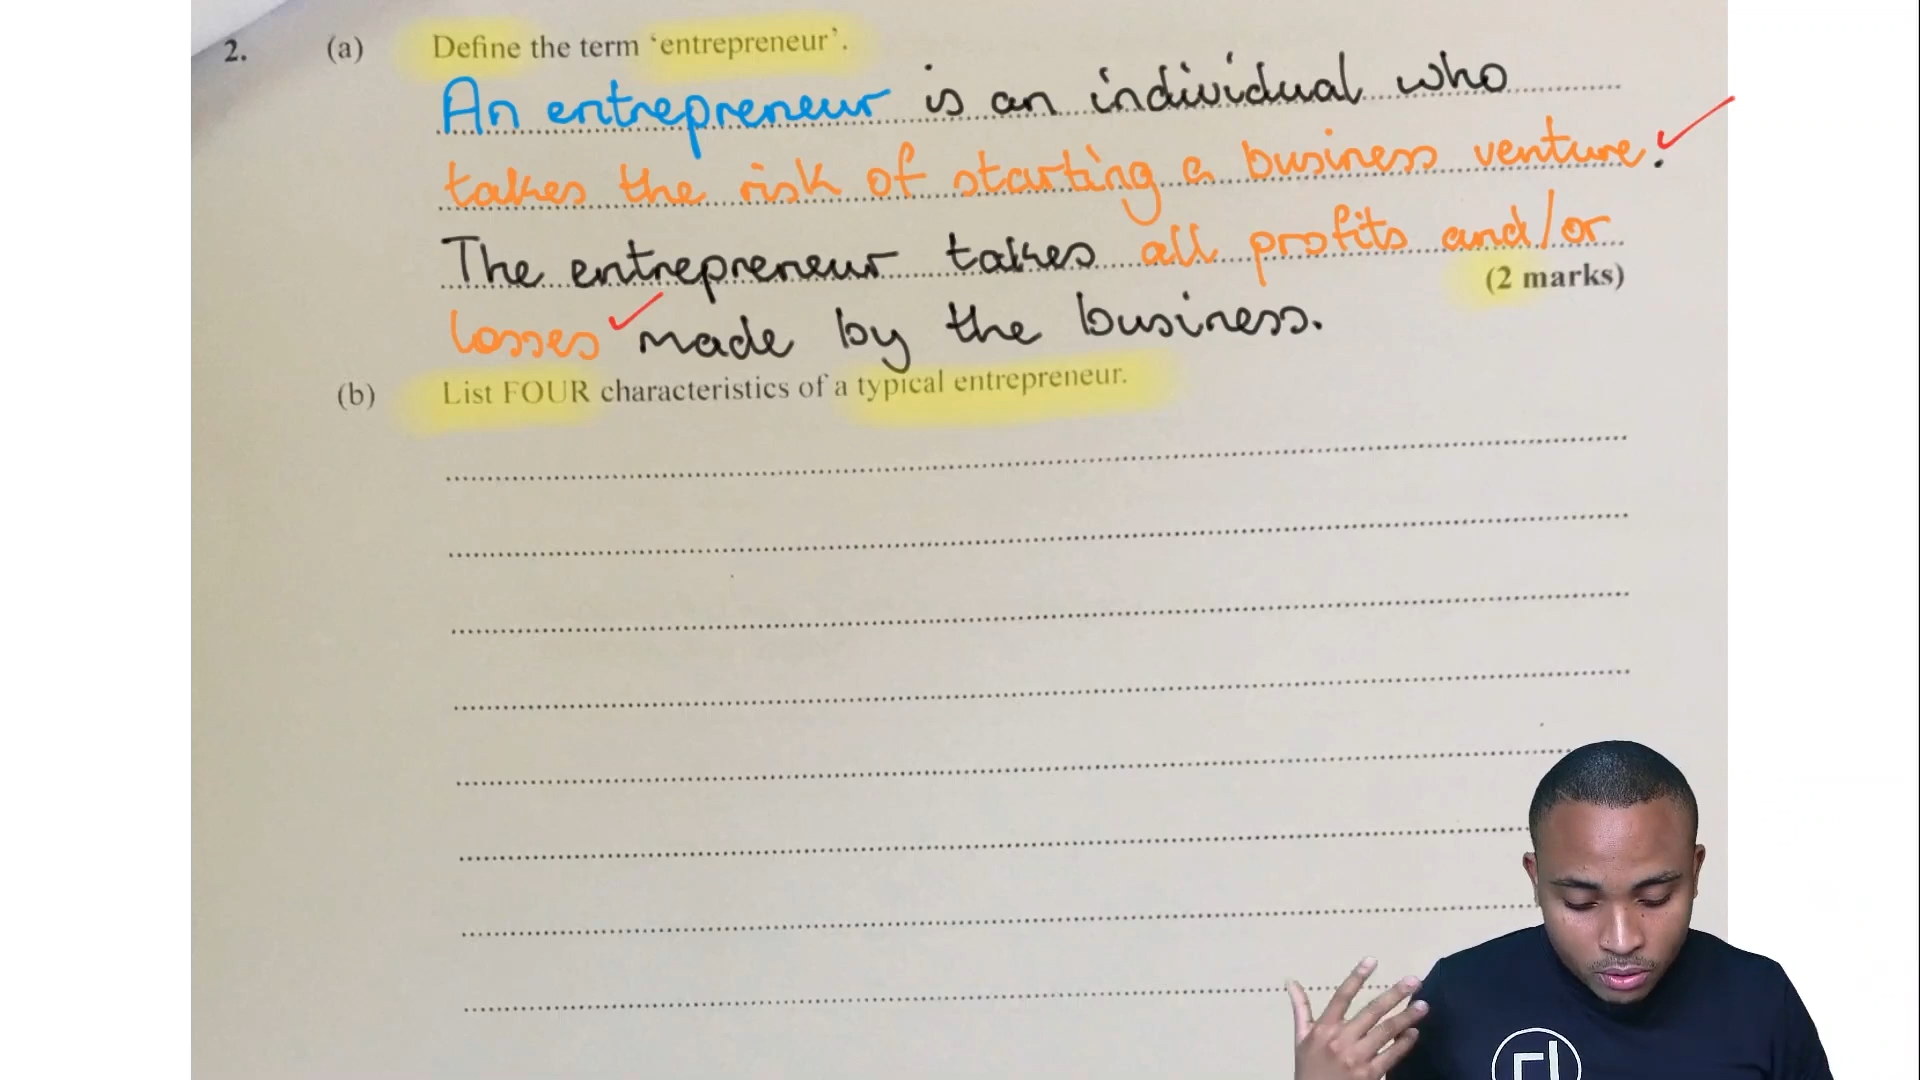 2. (a) Define the term ‘entrepreneur’.
An entrepreneur is an individual who
takes the risk of starting a business venture.
The entrepreneur takes all profits and/or
(2 marks)
losses made by the business.
(b) List FOUR characteristics of a typical entrepreneur.